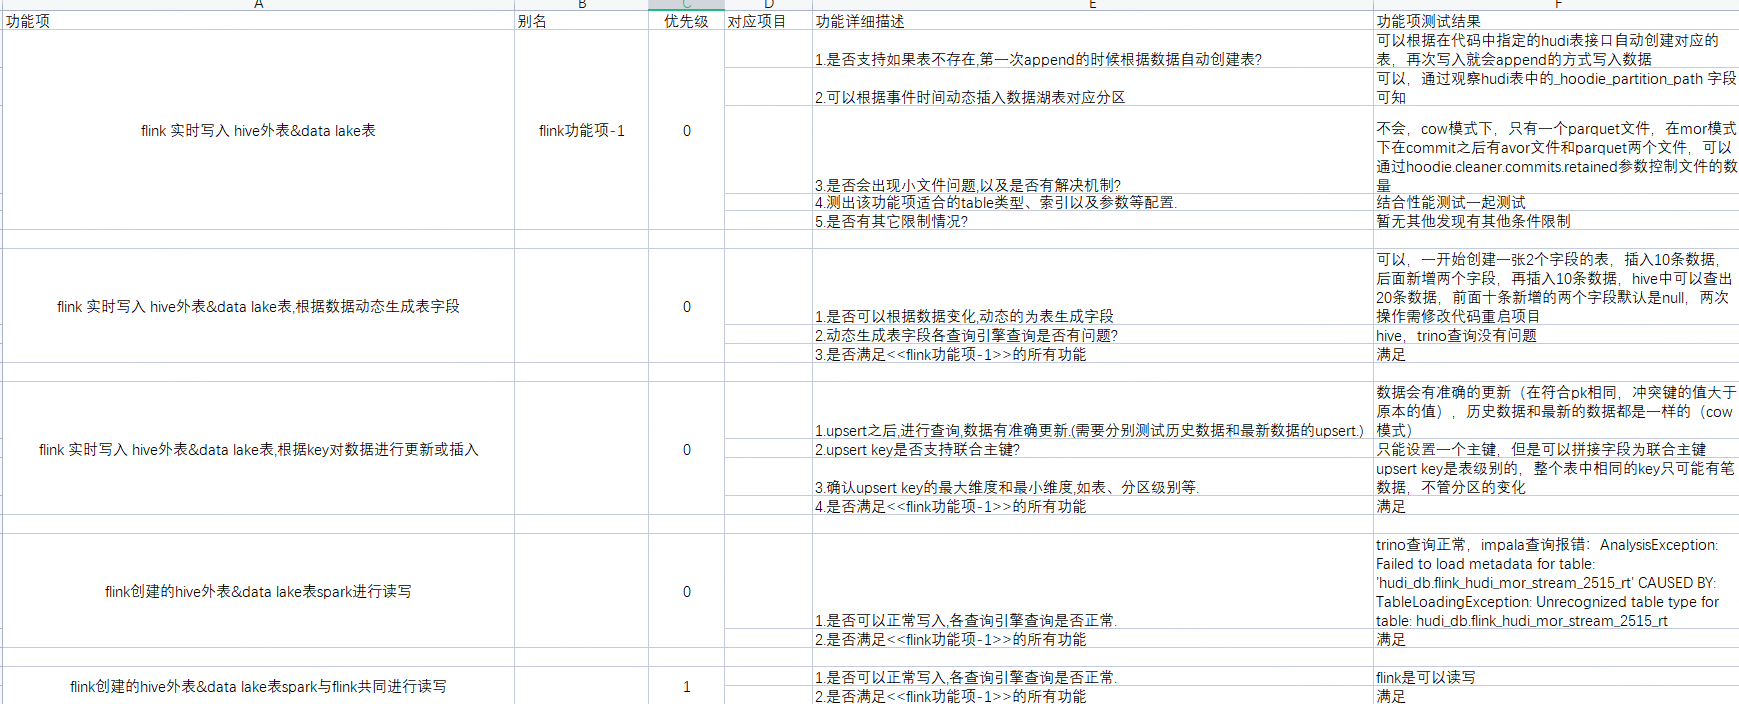 A B C D E F
功能项 别名 优先级 对应项目 功能详细描述 功能项测试结果
flink 实时写入 hive外表&data lake表 flink功能项-1 0
1.是否支持如果表不存在,第一次append的时候根据数据自动创建表?
可以根据在代码中指定的hudi表接口自动创建对应的
表，再次写入就会append的方式写入数据
2.可以根据事件时间动态插入数据湖表对应分区
可以，通过观察hudi表中的_hoodie_partition_path 字段
可知
3.是否会出现小文件问题,以及是否有解决机制?
不会，cow模式下，只有一个parquet文件，在mor模式
下在commit之后有avor文件和parquet两个文件，可以
通过hoodie.cleaner.commits.retained参数控制文件的数
量
4.测出该功能项适合的table类型、索引以及参数等配置.
结合性能测试一起测试
5.是否有其它限制情况?
暂无其他发现有其他条件限制
flink 实时写入 hive外表&data lake表,根据数据动态生成表字段 0
1.是否可以根据数据变化,动态的为表生成字段
可以，一开始创建一张2个字段的表，插入10条数据，
后面新增两个字段，再插入10条数据，hive中可以查出
20条数据，前面十条新增的两个字段默认是null，两次
操作需修改代码重启项目
2.动态生成表字段各查询引擎查询是否有问题?
hive，trino查询没有问题
3.是否满足<<flink功能项-1>>的所有功能
满足
flink 实时写入 hive外表&data lake表,根据key对数据进行更新或插入 0
1.upsert之后,进行查询,数据有准确更新.(需要分别测试历史数据和最新数据的upsert.)
数据会有准确的更新（在符合pk相同，冲突键的值大于
原本的值），历史数据和最新的数据都是一样的（cow
模式）
2.upsert key是否支持联合主键?
只能设置一个主键，但是可以拼接字段为联合主键
3.确认upsert key的最大维度和最小维度,如表、分区级别等.
upsert key是表级别的，整个表中相同的key只可能有笔
数据，不管分区的变化
4.是否满足<<flink功能项-1>>的所有功能
满足
flink创建的hive外表&data lake表spark进行读写 0
1.是否可以正常写入,各查询引擎查询是否正常.
trino查询正常，impala查询报错：AnalysisException:
Failed to load metadata for table:
'hudi_db.flink_hudi_mor_stream_2515_rt' CAUSED BY:
TableLoadingException: Unrecognized table type for
table: hudi_db.flink_hudi_mor_stream_2515_rt
2.是否满足<<flink功能项-1>>的所有功能
满足
flink创建的hive外表&data lake表spark与flink共同进行读写 1
1.是否可以正常写入,各查询引擎查询是否正常.
flink是可以读写
2.是否满足<<flink功能项-1>>的所有功能
满足